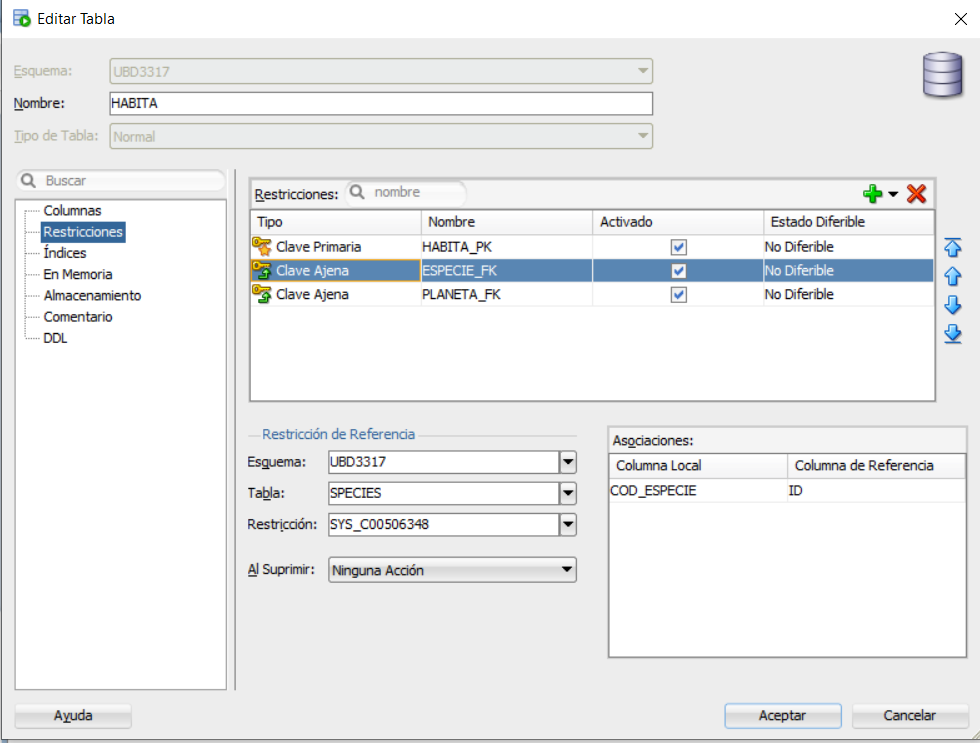 Editar Tabla
Esquema: UBD3317
Nombre: HABITA
Tipo de Tabla: Normal
Buscar
Columnas
Restricciones
Índices
En Memoria
Almacenamiento
Comentario
DDL
Restricciones: nombre
Tipo Nombre Activado Estado Diferible
Clave Primaria HABITA_PK No Diferible
Clave Ajena ESPECIE_FK No Diferible
Clave Ajena PLANETA_FK No Diferible
Restricción de Referencia
Esquema: UBD3317
Tabla: SPECIES
Restricción: SYS_C00506348
Al Suprimir: Ninguna Acción
Asociaciones:
Columna Local Columna de Referencia
COD_ESPECIE ID
Ayuda Aceptar Cancelar